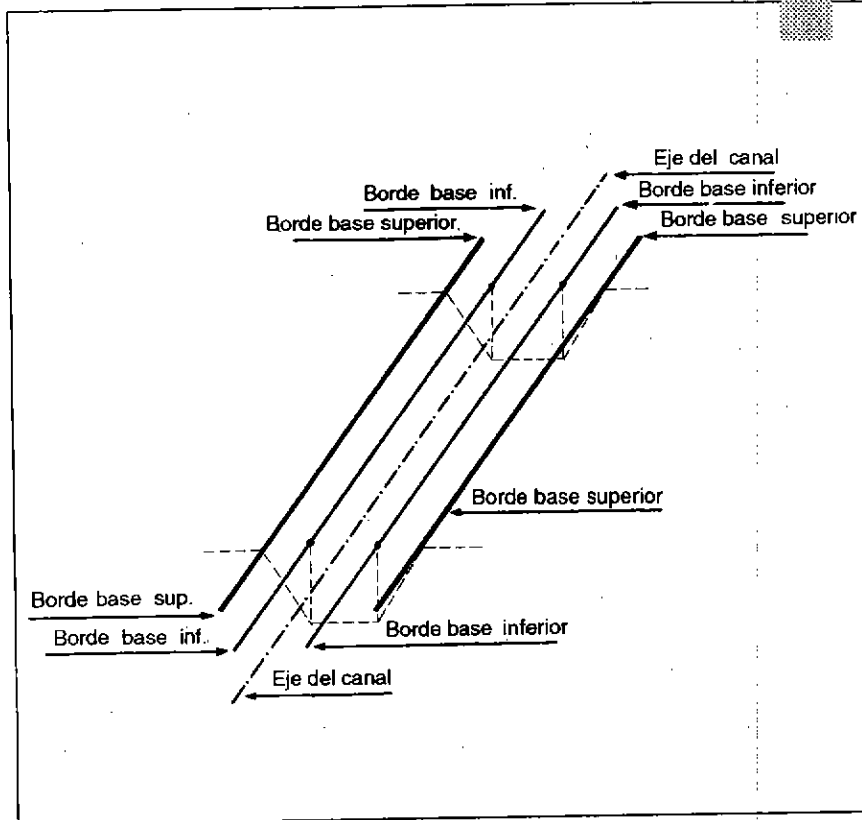 Eje del canal
Borde base inf.
Borde base inferior
Borde base superior.
Borde base superior
Borde base superior
Borde base sup.
Borde base inf.
Borde base inferior
Eje del canal